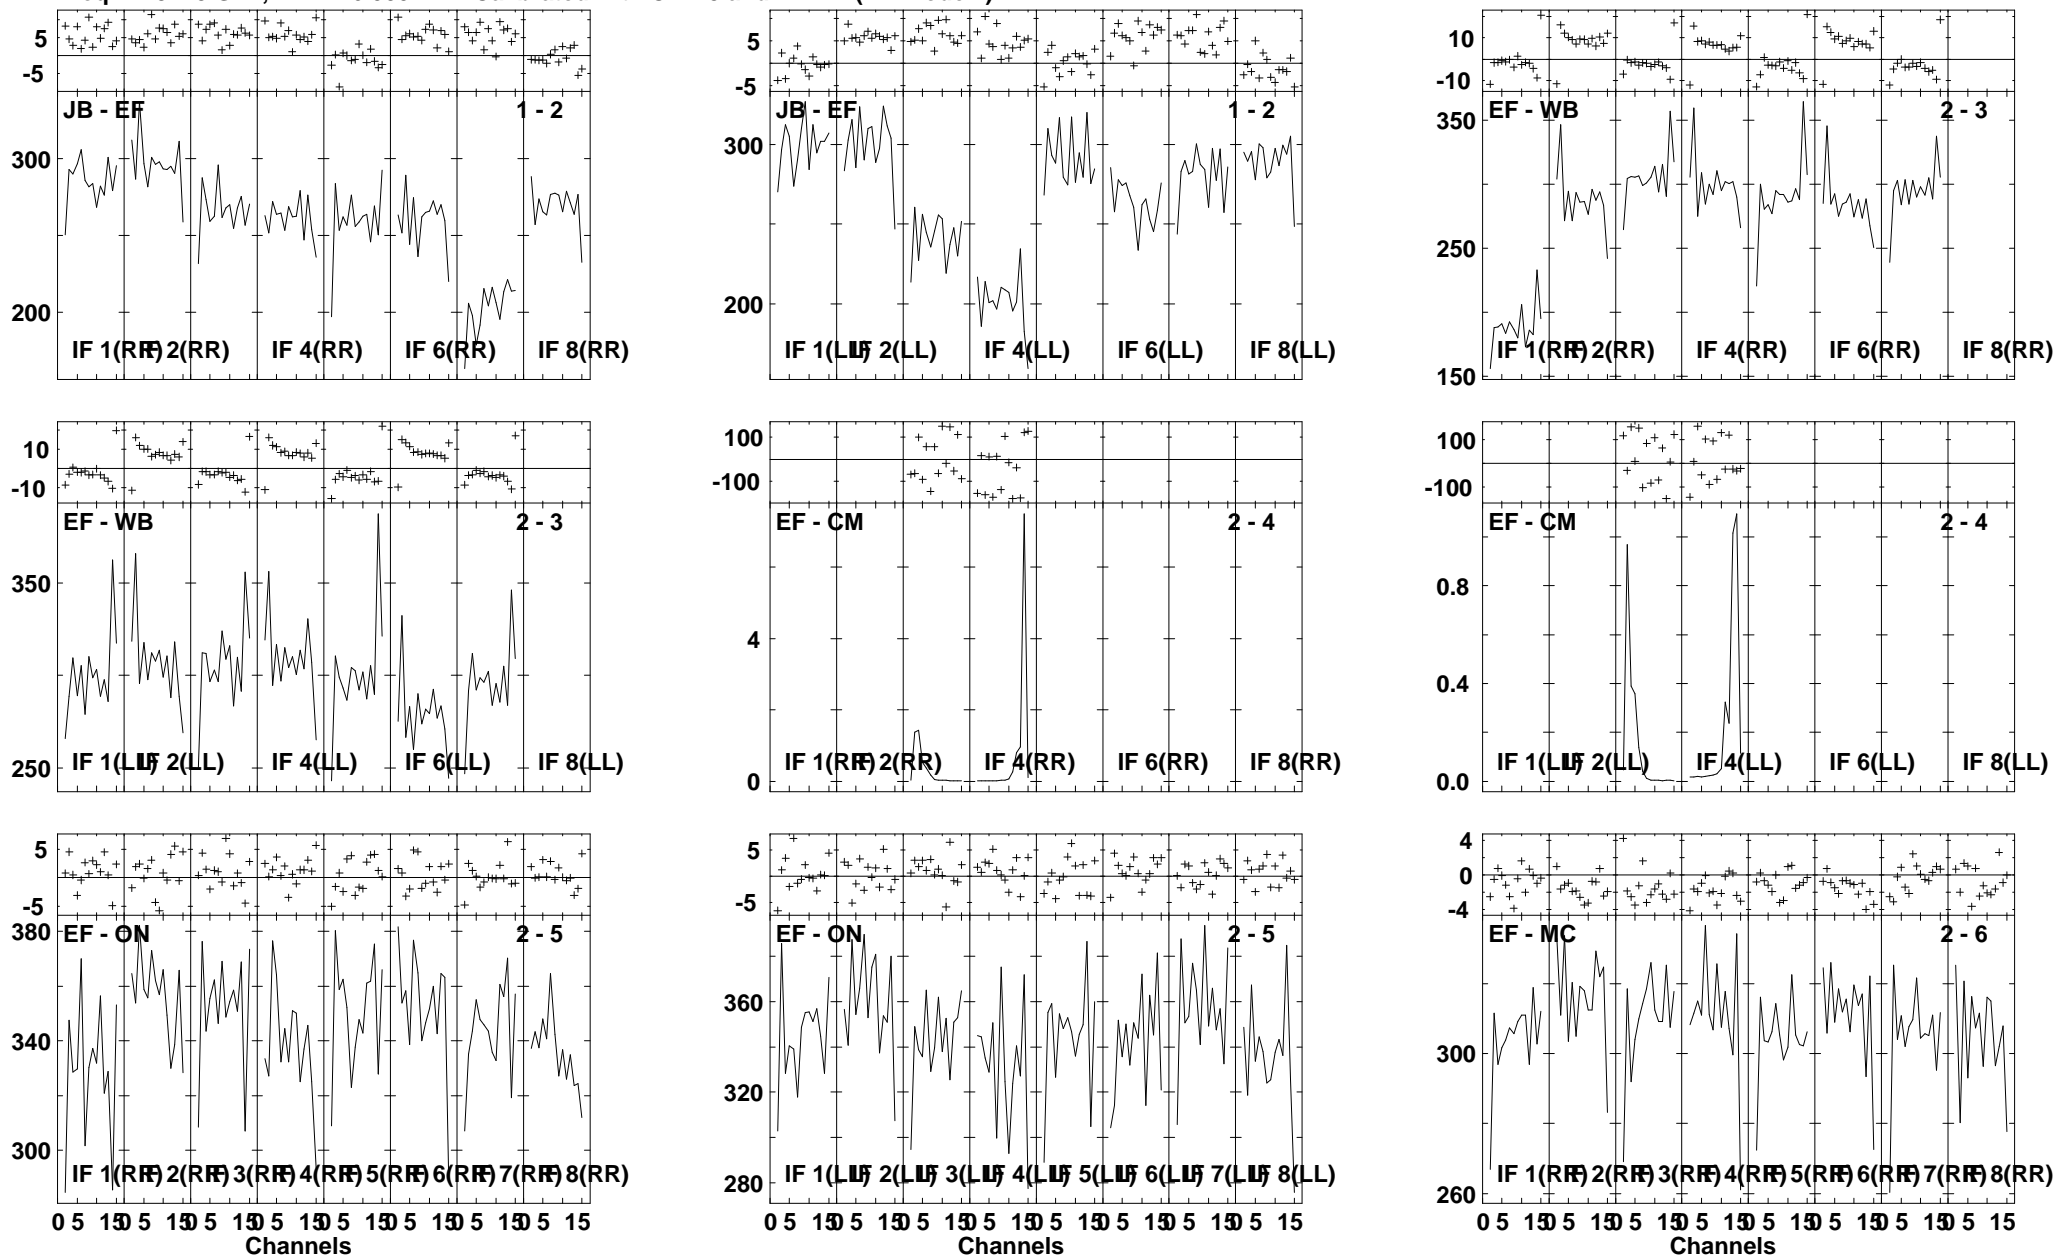 5
-5
JB - EF 1 - 2
300
200
IF 1(RR) IF 2(RR) IF 4(RR) IF 6(RR) IF 8(RR)
5
-5
JB - EF 1 - 2
300
200
IF 1(LL) IF 2(LL) IF 4(LL) IF 6(LL) IF 8(LL)
10
-10
EF - WB 2 - 3
350
250
150
IF 1(RR) IF 2(RR) IF 4(RR) IF 6(RR) IF 8(RR)
10
-10
EF - WB 2 - 3
350
250
IF 1(LL) IF 2(LL) IF 4(LL) IF 6(LL) IF 8(LL)
100
-100
EF - CM 2 - 4
4
0
IF 1(RR) IF 2(RR) IF 4(RR) IF 6(RR) IF 8(RR)
100
-100
EF - CM 2 - 4
0.8
0.4
0.0
IF 1(LL) IF 2(LL) IF 4(LL) IF 6(LL) IF 8(LL)
5
-5
EF - ON 2 - 5
380
340
300
IF 1(RR) IF 2(RR) IF 3(RR) IF 4(RR) IF 5(RR) IF 6(RR) IF 7(RR) IF 8(RR)
0 5 15 0 5 15 0 5 15 0 5 15 0 5 15 0 5 15 0 5 15 0 5 15
Channels
5
-5
EF - ON 2 - 5
360
320
280
IF 1(LL) IF 2(LL) IF 3(LL) IF 4(LL) IF 5(LL) IF 6(LL) IF 7(LL) IF 8(LL)
0 5 15 0 5 15 0 5 15 0 5 15 0 5 15 0 5 15 0 5 15 0 5 15
Channels
4
0
-4
EF - MC 2 - 6
300
260
IF 1(RR) IF 2(RR) IF 3(RR) IF 4(RR) IF 5(RR) IF 6(RR) IF 7(RR) IF 8(RR)
0 5 15 0 5 15 0 5 15 0 5 15 0 5 15 0 5 15 0 5 15 0 5 15
Channels